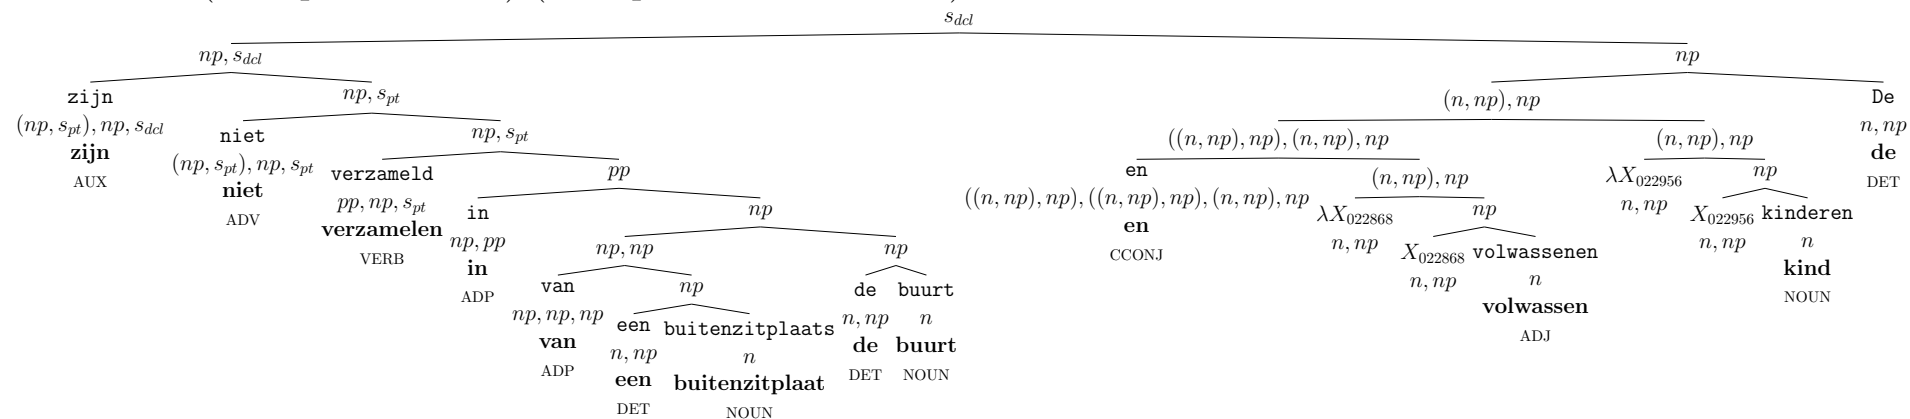 s_dcl
np, s_dcl np
zijn np, s_pt (n, np), np De
(np, s_pt), np, s_dcl niet np, s_pt ((n, np), np), (n, np), np (n, np), np n, np
zijn (np, s_pt), np, s_pt verzameld pp en (n, np), np λX_022956 np de
AUX niet pp, np, s_pt in np ((n, np), np), ((n, np), np), (n, np), np λX_022868 np n, np X_022956 kinderen DET
ADV verzamelen np, pp np, np np en n, np X_022868 volwassenen n, np n
VERB in van np de buurt CCONJ n, np n kind
ADP np, np, np een buitenzitplaats n, np n volwassen NOUN
van n, np n de buurt ADJ
ADP een buitenzitplaat DET NOUN
DET NOUN